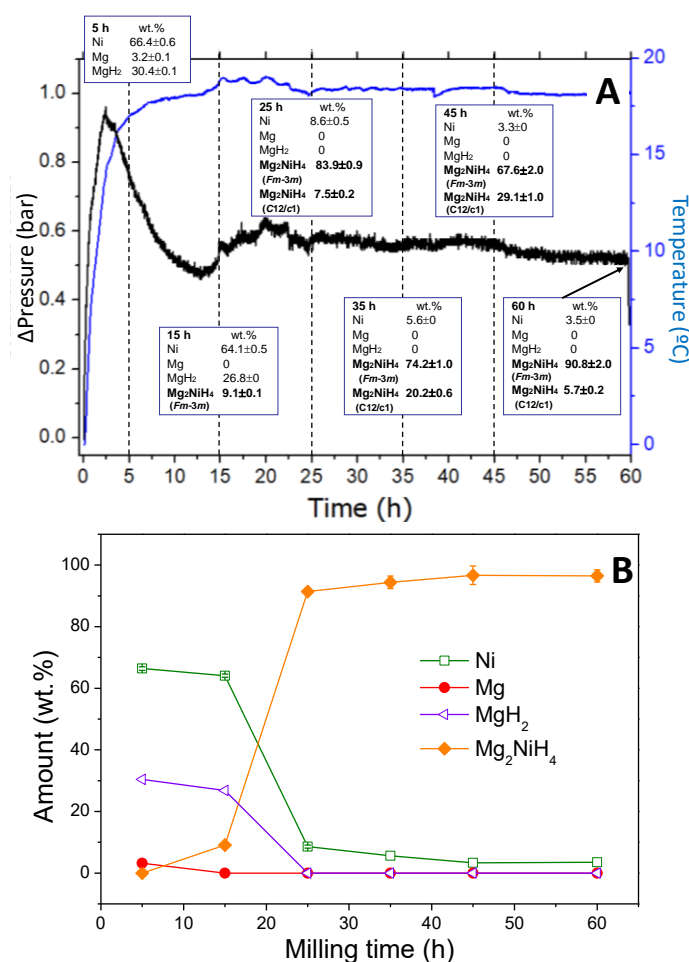 A
ΔPressure (bar)
1.0
0.8
0.6
0.4
0.2
0.0
5 h wt.%
Ni 66.4±0.6
Mg 3.2±0.1
MgH₂ 30.4±0.1
25 h wt.%
Ni 8.6±0.5
Mg 0
MgH₂ 0
Mg₂NiH₄ 83.9±0.9
(Fm-3m)
Mg₂NiH₄ 7.5±0.2
(C12/c1)
45 h wt.%
Ni 3.3±0
Mg 0
MgH₂ 0
Mg₂NiH₄ 67.6±2.0
(Fm-3m)
Mg₂NiH₄ 29.1±1.0
(C12/c1)
15 h wt.%
Ni 64.1±0.5
Mg 0
MgH₂ 26.8±0
Mg₂NiH₄ 9.1±0.1
(Fm-3m)
35 h wt.%
Ni 5.6±0
Mg 0
MgH₂ 0
Mg₂NiH₄ 74.2±1.0
(Fm-3m)
Mg₂NiH₄ 20.2±0.6
(C12/c1)
60 h wt.%
Ni 3.5±0
Mg 0
MgH₂ 0
Mg₂NiH₄ 90.8±2.0
(Fm-3m)
Mg₂NiH₄ 5.7±0.2
(C12/c1)
20
15
10
5
0
Temperature (ºC)
0 5 10 15 20 25 30 35 40 45 50 55 60
Time (h)
B
Amount (wt.%)
100
80
60
40
20
0
Ni
Mg
MgH₂
Mg₂NiH₄
0 5 10 15 20 25 30 35 40 45 50 55 60
Milling time (h)